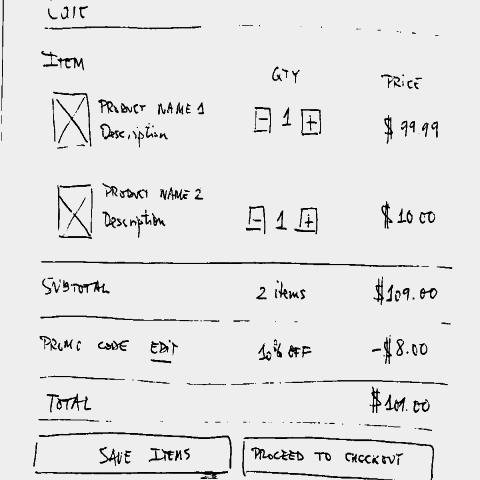 CART
ITEM
QTY
PRICE
PRODUCT NAME 1
Description
- 1 +
$ 99.99
PRODUCT NAME 2
Description
- 1 +
$10.00
SUBTOTAL 2 items $109.00
PROMO CODE EDIT 10% OFF -$8.00
TOTAL $101.00
SAVE ITEMS PROCEED TO CHECKOUT